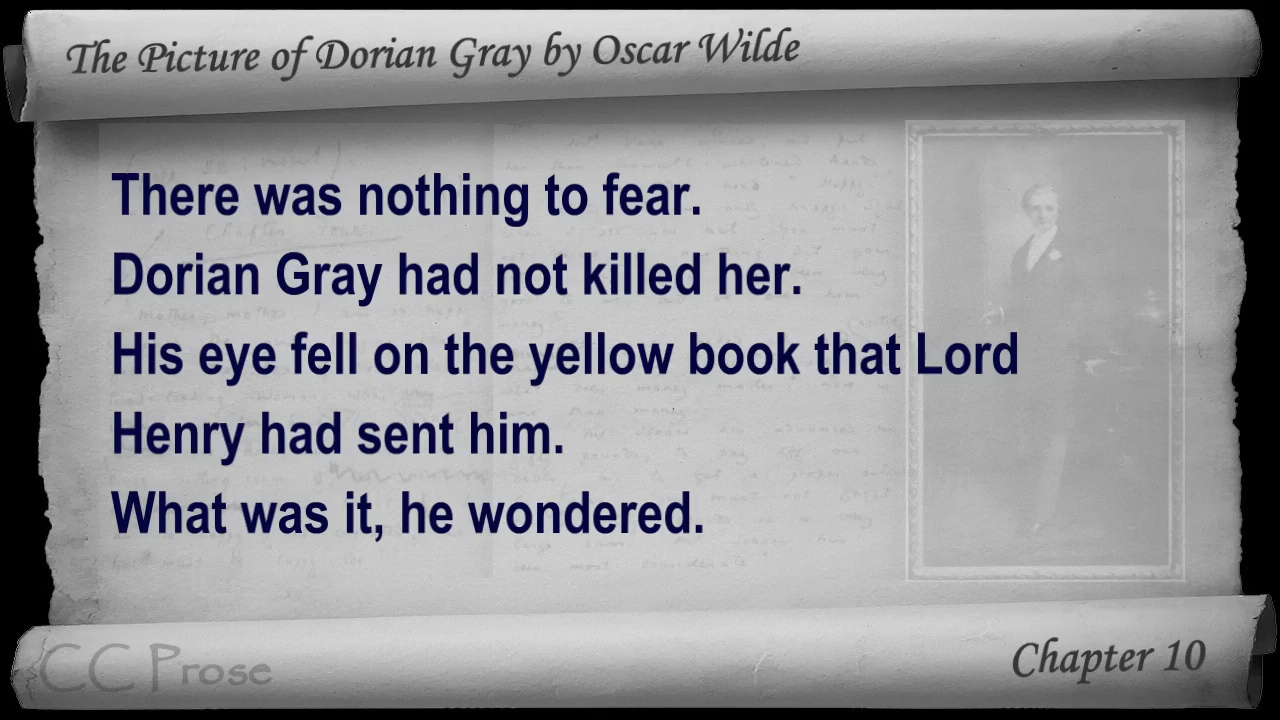 The Picture of Dorian Gray by Oscar Wilde
There was nothing to fear.
Dorian Gray had not killed her.
His eye fell on the yellow book that Lord
Henry had sent him.
What was it, he wondered.
CC Prose
Chapter 10